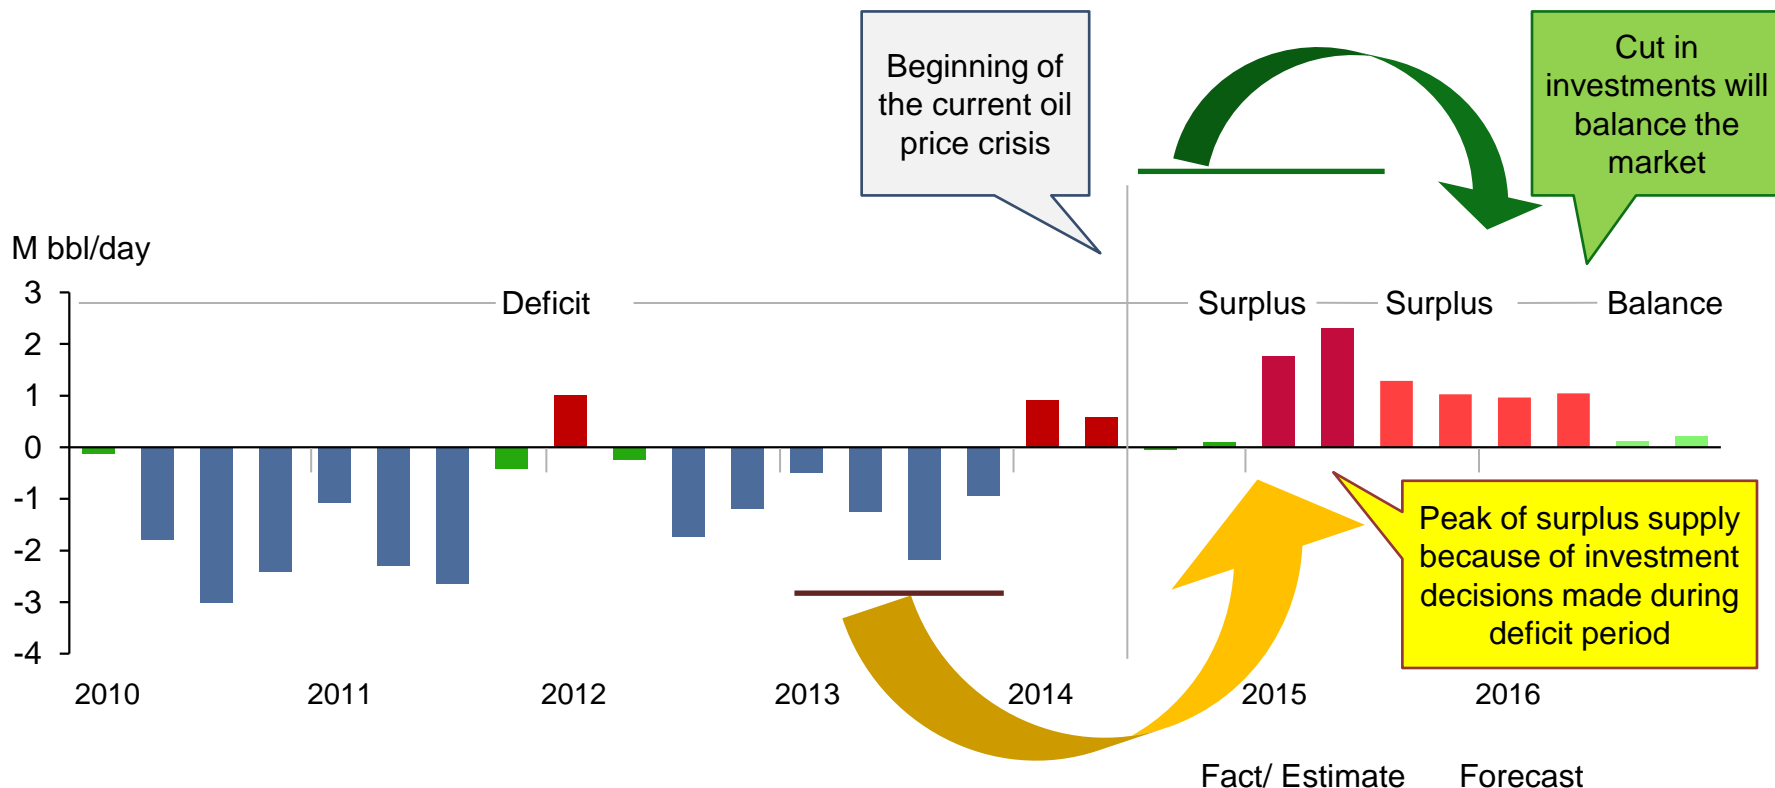 Beginning of
the current oil
price crisis
Cut in
investments will
balance the
market
M bbl/day
3
2
1
0
-1
-2
-3
-4
Deficit
Surplus
Surplus
Balance
Peak of surplus supply
because of investment
decisions made during
deficit period
2010
2011
2012
2013
2014
2015
2016
Fact/ Estimate
Forecast